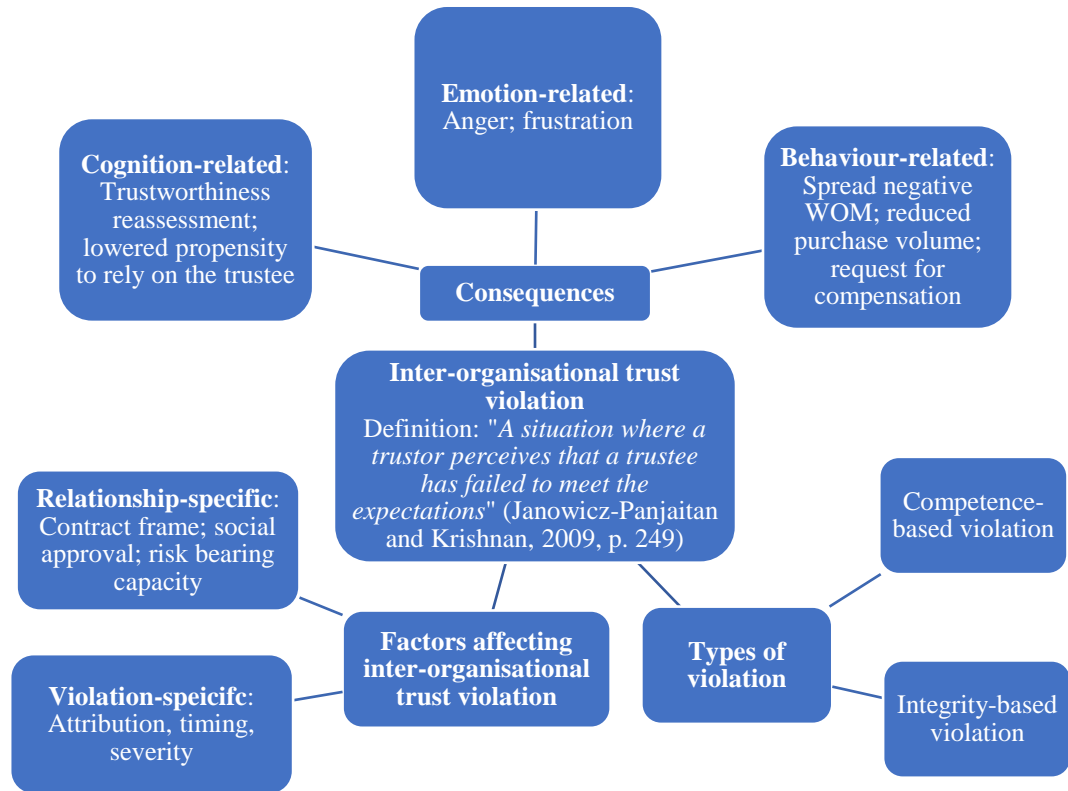 Emotion-related:
Anger; frustration
Cognition-related:
Trustworthiness
reassessment;
lowered propensity
to rely on the trustee
Behaviour-related:
Spread negative
WOM; reduced
purchase volume;
request for
compensation
Consequences
Inter-organisational trust
violation
Definition: "A situation where a
trustor perceives that a trustee
has failed to meet the
expectations" (Janowicz-Panjaitan
and Krishnan, 2009, p. 249)
Relationship-specific:
Contract frame; social
approval; risk bearing
capacity
Violation-speicifc:
Attribution, timing,
severity
Factors affecting
inter-organisational
trust violation
Types of
violation
Competence-
based violation
Integrity-based
violation